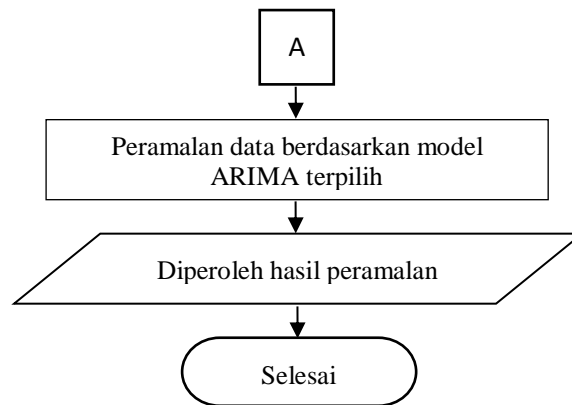 A
Peramalan data berdasarkan model
ARIMA terpilih
Diperoleh hasil peramalan
Selesai